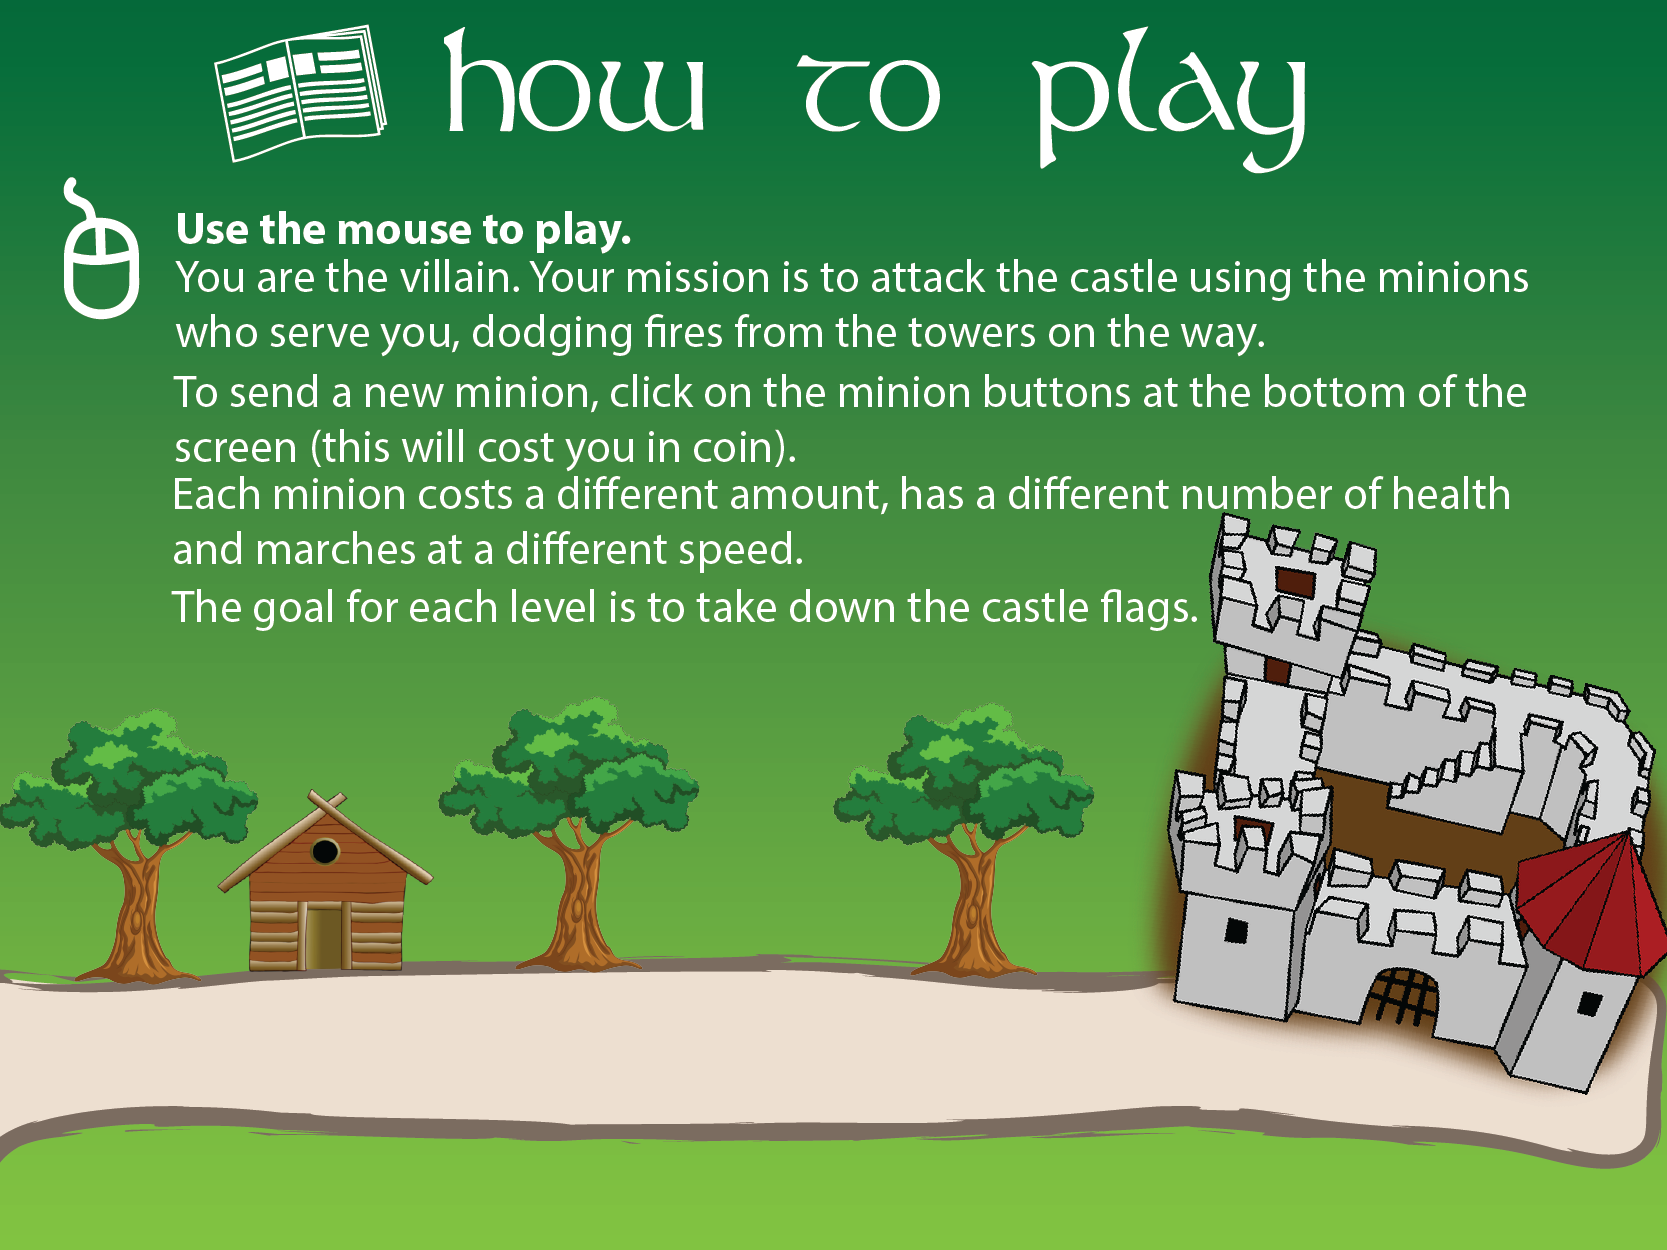 how to play
Use the mouse to play.
You are the villain. Your mission is to attack the castle using the minions
who serve you, dodging fires from the towers on the way.
To send a new minion, click on the minion buttons at the bottom of the
screen (this will cost you in coin).
Each minion costs a different amount, has a different number of health
and marches at a different speed.
The goal for each level is to take down the castle flags.